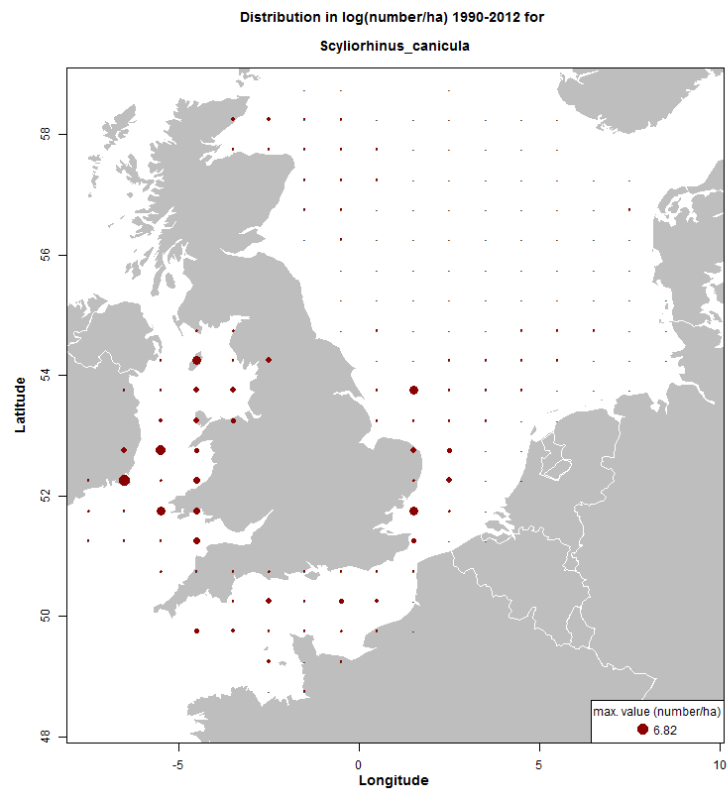 Distribution in log(number/ha) 1990-2012 for
Scyliorhinus_canicula
Latitude
58
56
54
52
50
48
-5
0
5
10
Longitude
max. value (number/ha)
6.82